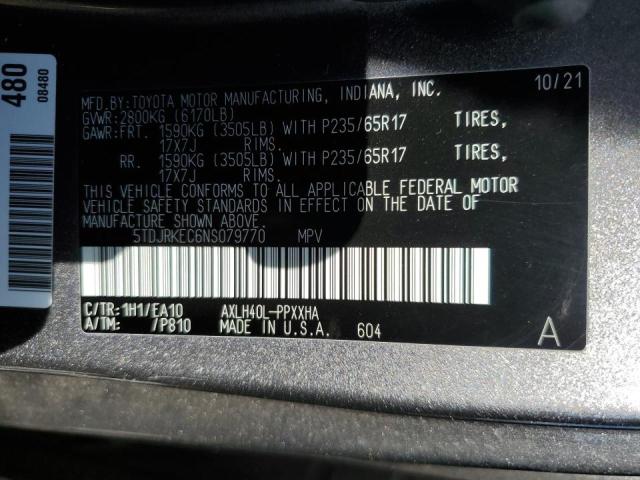 480
08480
10/21
MFD.BY:TOYOTA MOTOR MANUFACTURING, INDIANA, INC.
GVWR:2800KG (6170LB)
GAWR:FRT. 1590KG (3505LB) WITH P235/65R17 TIRES,
17X7J RIMS.
RR. 1590KG (3505LB) WITH P235/65R17 TIRES,
17X7J RIMS.
THIS VEHICLE CONFORMS TO ALL APPLICABLE FEDERAL MOTOR
VEHICLE SAFETY STANDARDS IN EFFECT ON THE DATE OF
MANUFACTURE SHOWN ABOVE.
5TDJRKEC6NS079770 MPV
C/TR:1H1/EA10 AXLH40L-PPXXHA
A/TM: /P810 MADE IN U.S.A. 604
A